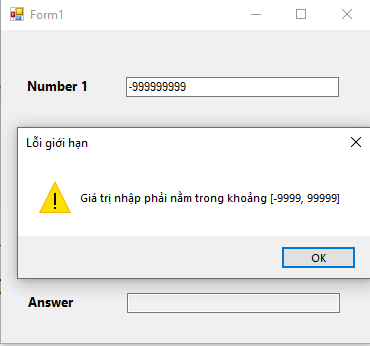 Form1
Number 1
-999999999
Lỗi giới hạn
Giá trị nhập phải nằm trong khoảng [-9999, 99999]
OK
Answer